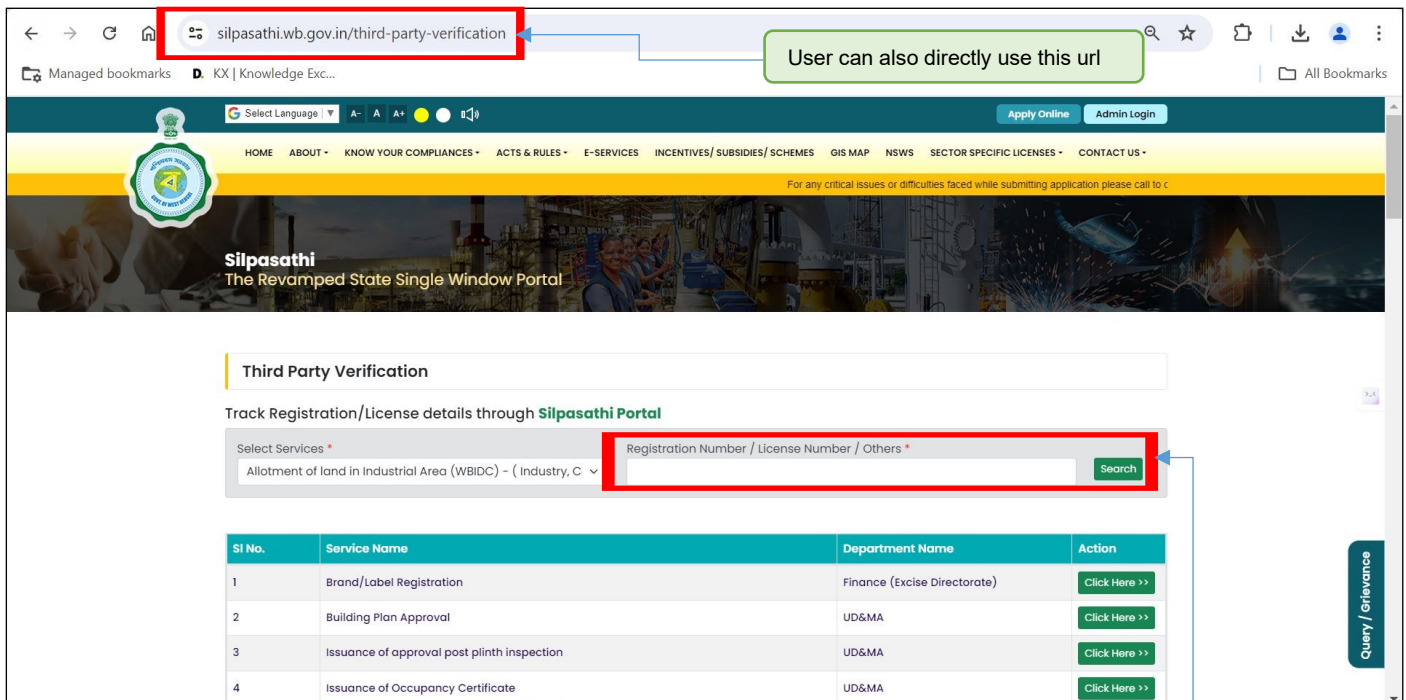 silpasathi.wb.gov.in/third-party-verification
User can also directly use this url
Managed bookmarks D. KX | Knowledge Exc... All Bookmarks
Select Language ▼ A- A A+ Apply Online Admin Login
HOME ABOUT KNOW YOUR COMPLIANCES ACTS & RULES E-SERVICES INCENTIVES/ SUBSIDIES/ SCHEMES GIS MAP NSWS SECTOR SPECIFIC LICENSES CONTACT US
For any critical issues or difficulties faced while submitting application please call to c
Silpasathi
The Revamped State Single Window Portal
Third Party Verification
Track Registration/License details through Silpasathi Portal
Select Services * Registration Number / License Number / Others *
Allotment of land in Industrial Area (WBIDC) - ( Industry, C Search
Sl No. Service Name Department Name Action
1 Brand/Label Registration Finance (Excise Directorate) Click Here >>
2 Building Plan Approval UD&MA Click Here >>
3 Issuance of approval post plinth inspection UD&MA Click Here >>
4 Issuance of Occupancy Certificate UD&MA Click Here >>
Query / Grievance